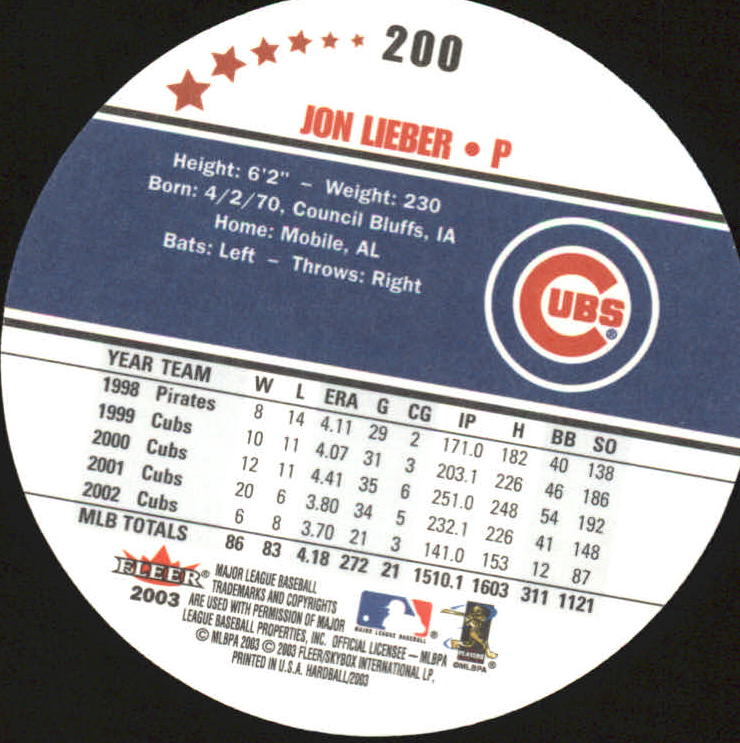 200
JON LIEBER • P
Height: 6'2" – Weight: 230
Born: 4/2/70, Council Bluffs, IA
Home: Mobile, AL
Bats: Left – Throws: Right
CUBS®
YEAR TEAM W L ERA G CG IP H BB SO
1998 Pirates 8 14 4.11 29 2 171.0 182 40 138
1999 Cubs 10 11 4.07 31 3 203.1 226 46 186
2000 Cubs 12 11 4.41 35 6 251.0 248 54 192
2001 Cubs 20 6 3.80 34 5 232.1 226 41 148
2002 Cubs 6 8 3.70 21 3 141.0 153 12 87
MLB TOTALS 86 83 4.18 272 21 1510.1 1603 311 1121
FLEER®
2003
MAJOR LEAGUE BASEBALL
TRADEMARKS AND COPYRIGHTS
ARE USED WITH PERMISSION OF MAJOR
LEAGUE BASEBALL PROPERTIES, INC. OFFICIAL LICENSEE – MLBPA
© MLBPA 2003 © 2003 FLEER/SKYBOX INTERNATIONAL LP.
PRINTED IN U.S.A. HARDBALL/2003
MAJOR LEAGUE BASEBALL®
PLAYERS
©MLBPA®